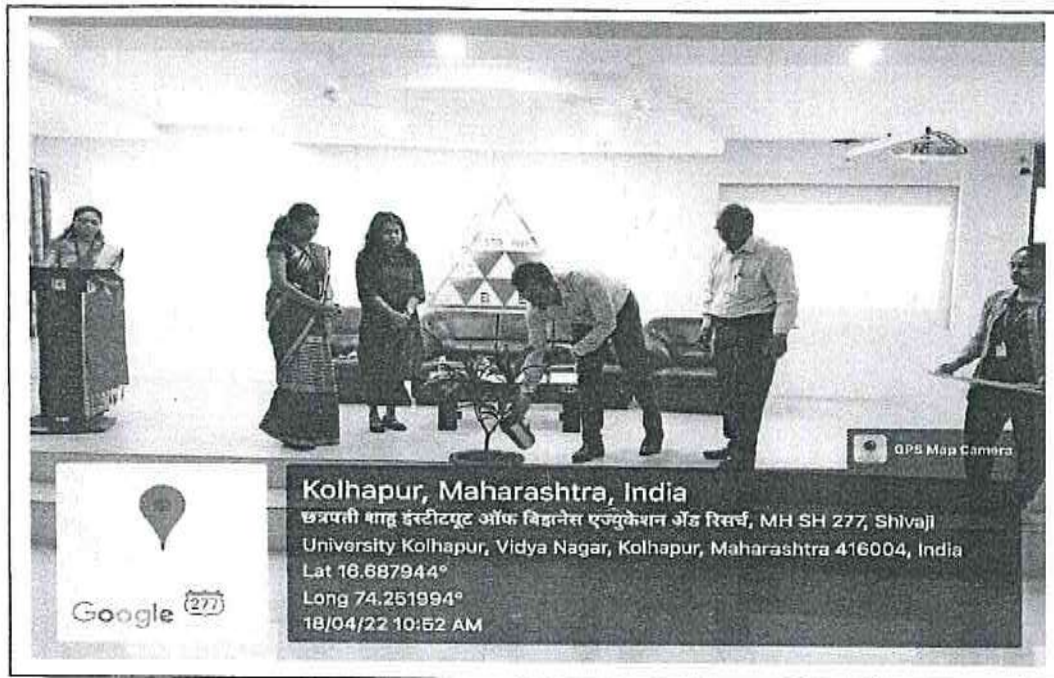 GPS Map Camera
Kolhapur, Maharashtra, India
छत्रपती शाहू इंस्टीटयूट ऑफ बिझनेस एज्युकेशन अँड रिसर्च, MH SH 277, Shivaji
University Kolhapur, Vidya Nagar, Kolhapur, Maharashtra 416004, India
Lat 16.687944°
Long 74.251994°
18/04/22 10:52 AM
Google
277